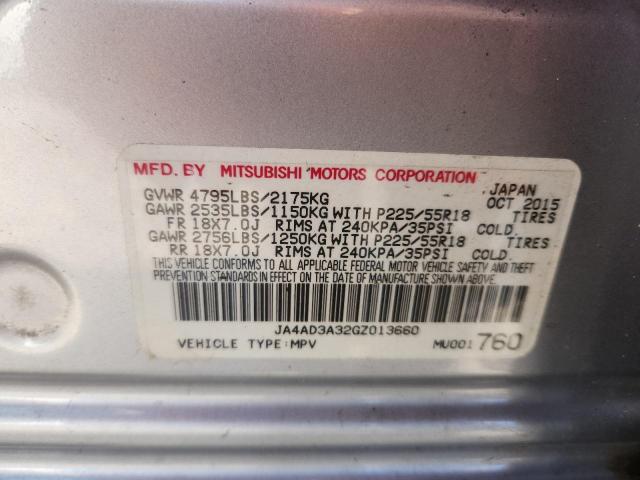 MFD. BY MITSUBISHI MOTORS CORPORATION
GVWR 4795LBS/2175KG JAPAN OCT 2015
GAWR 2535LBS/1150KG WITH P225/55R18 TIRES
FR 18X7.0J RIMS AT 240KPA/35PSI COLD.
GAWR 2756LBS/1250KG WITH P225/55R18 TIRES
RR 18X7.0J RIMS AT 240KPA/35PSI COLD.
THIS VEHICLE CONFORMS TO ALL APPLICABLE FEDERAL MOTOR VEHICLE SAFETY AND THEFT
PREVENTION STANDARDS IN EFFECT ON THE DATE OF MANUFACTURE SHOWN ABOVE.
JA4AD3A32GZ013660
VEHICLE TYPE:MPV MU001760